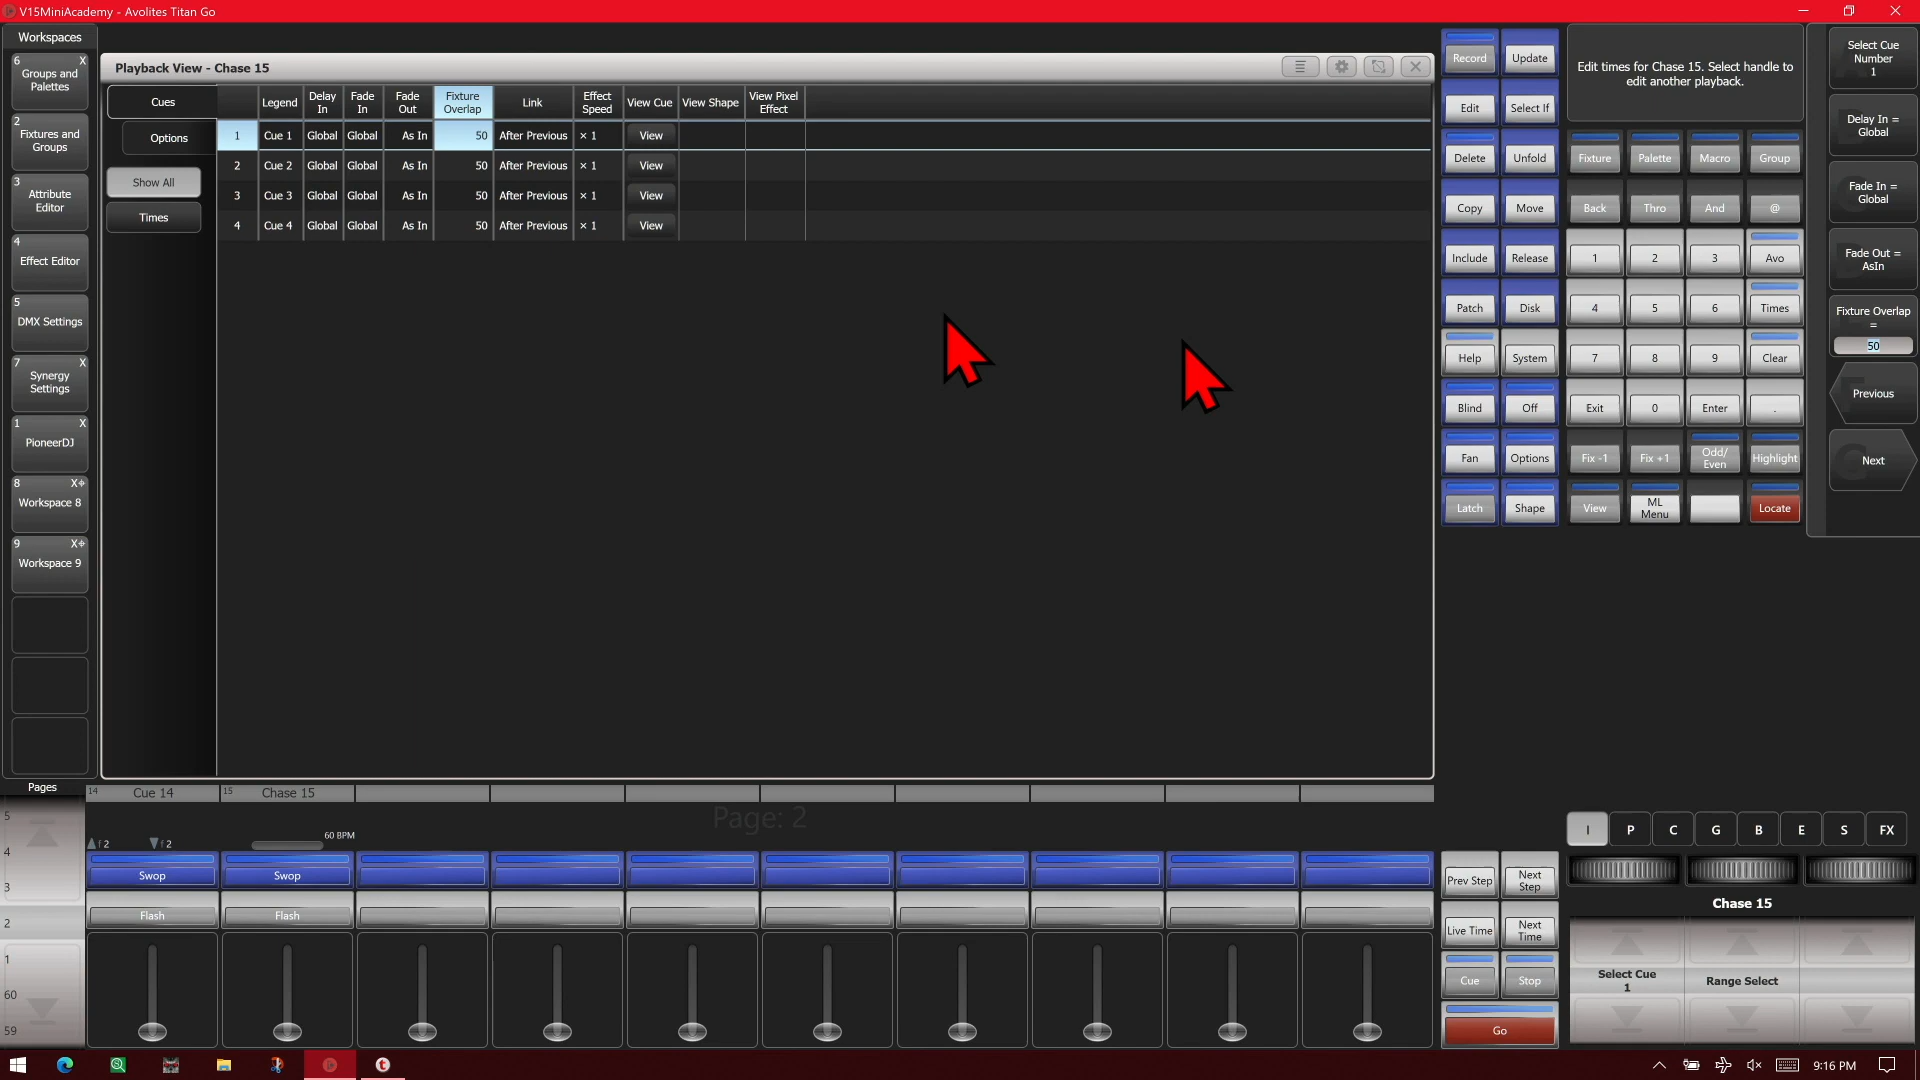 V15MiniAcademy - Avolites Titan Go
Workspaces
6 X
Groups and
Palettes
2
Fixtures and
Groups
3
Attribute
Editor
4
Effect Editor
5
DMX Settings
7 X
Synergy
Settings
1 X
PioneerDJ
8 X
Workspace 8
9 X
Workspace 9
Playback View - Chase 15
Cues
Options
Show All
Times
Legend Delay In Fade In Fade Out Fixture Overlap Link Effect Speed View Cue View Shape View Pixel Effect
1 Cue 1 Global Global As In 50 After Previous × 1 View
2 Cue 2 Global Global As In 50 After Previous × 1 View
3 Cue 3 Global Global As In 50 After Previous × 1 View
4 Cue 4 Global Global As In 50 After Previous × 1 View
Record Update
Edit Select If
Delete Unfold
Copy Move
Include Release
Patch Disk
Help System
Blind Off
Fan Options
Latch Shape
Edit times for Chase 15. Select handle to
edit another playback.
Fixture Palette Macro Group
Back Thro And @
1 2 3 Avo
4 5 6 Times
7 8 9 Clear
Exit 0 Enter .
Fix -1 Fix +1 Odd/ Even Highlight
View ML Menu Locate
Select Cue
Number
1
Delay In =
Global
Fade In =
Global
Fade Out =
AsIn
Fixture Overlap
=
50
Previous
Next
Pages
5
4
3
2
1
60
59
14 Cue 14
15 Chase 15
Page: 2
f 2 f 2
60 BPM
Swop Swop
Flash Flash
Prev Step Next Step
Live Time Next Time
Cue Stop
Go
I P C G B E S FX
Chase 15
Select Cue
1
Range Select
9:16 PM